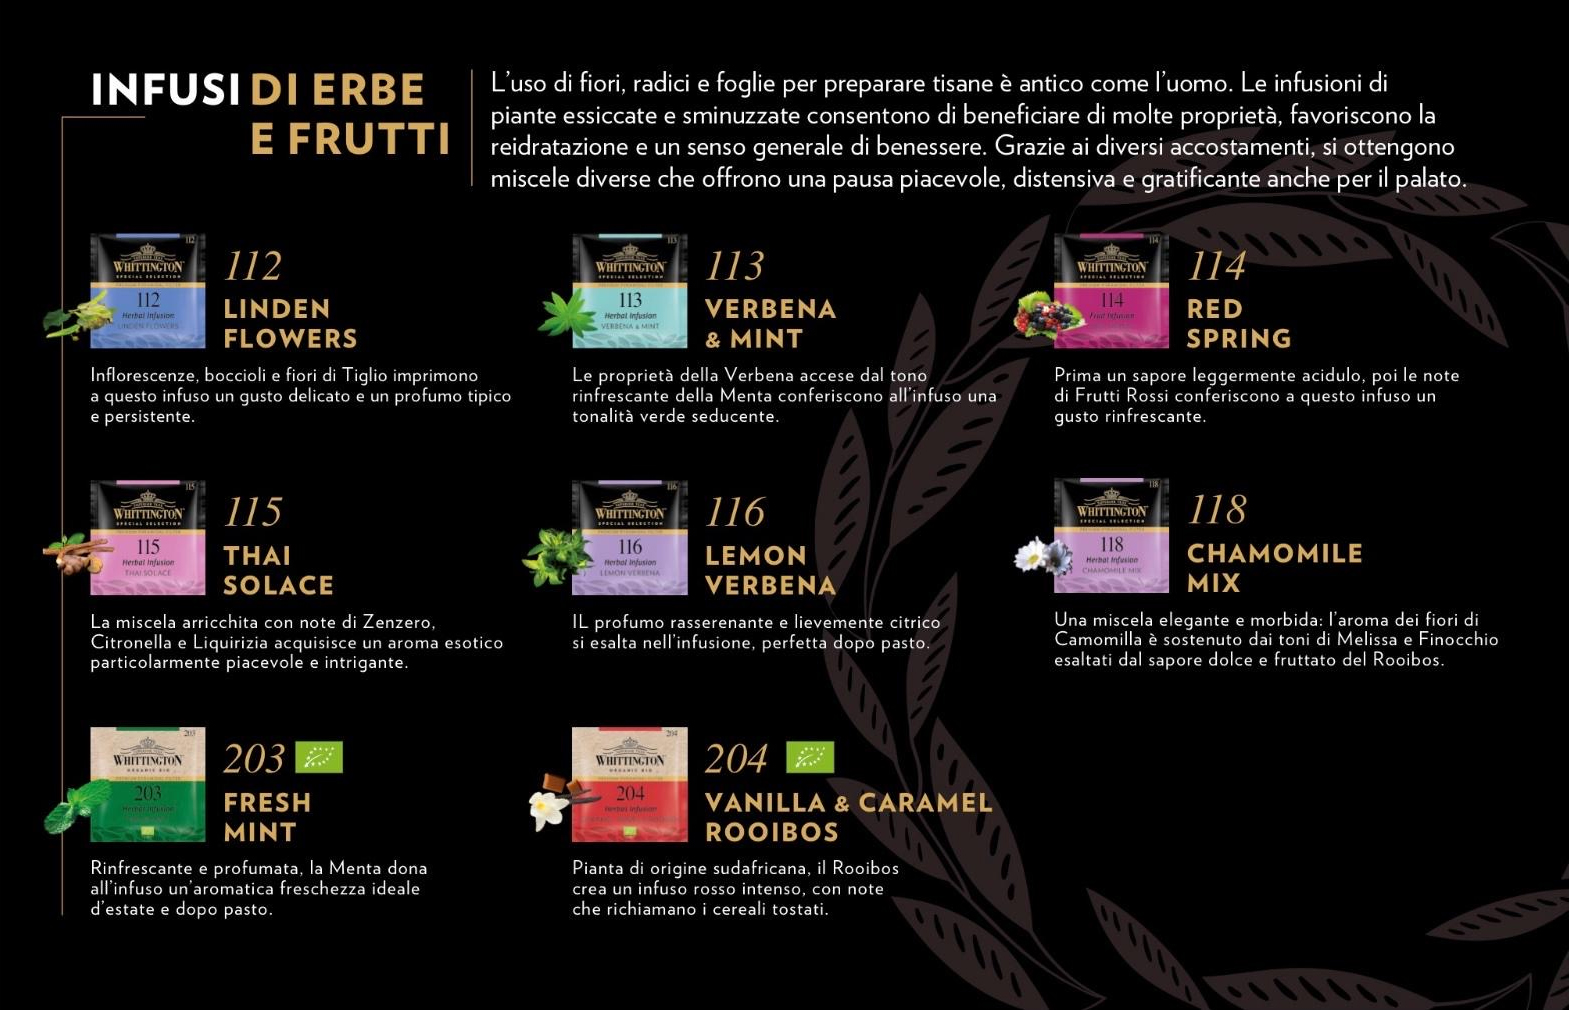 INFUSI DI ERBE
E FRUTTI
L'uso di fiori, radici e foglie per preparare tisane è antico come l'uomo. Le infusioni di
piante essiccate e sminuzzate consentono di beneficiare di molte proprietà, favoriscono la
reidratazione e un senso generale di benessere. Grazie ai diversi accostamenti, si ottengono
miscele diverse che offrono una pausa piacevole, distensiva e gratificante anche per il palato.
112
WHITTINGTON
SPECIAL SELECTION
112
Herbal Infusion
LINDEN FLOWERS
112
LINDEN
FLOWERS
Inflorescenze, boccioli e fiori di Tiglio imprimono
a questo infuso un gusto delicato e un profumo tipico
e persistente.
113
WHITTINGTON
SPECIAL SELECTION
113
Herbal Infusion
VERBENA & MINT
113
VERBENA
& MINT
Le proprietà della Verbena accese dal tono
rinfrescante della Menta conferiscono all'infuso una
tonalità verde seducente.
114
WHITTINGTON
SPECIAL SELECTION
114
Fruit Infusion
114
RED
SPRING
Prima un sapore leggermente acidulo, poi le note
di Frutti Rossi conferiscono a questo infuso un
gusto rinfrescante.
115
WHITTINGTON
SPECIAL SELECTION
115
Herbal Infusion
THAI SOLACE
115
THAI
SOLACE
La miscela arricchita con note di Zenzero,
Citronella e Liquirizia acquisisce un aroma esotico
particolarmente piacevole e intrigante.
116
WHITTINGTON
SPECIAL SELECTION
116
Herbal Infusion
LEMON VERBENA
116
LEMON
VERBENA
IL profumo rasserenante e lievemente citrico
si esalta nell'infusione, perfetta dopo pasto.
118
WHITTINGTON
SPECIAL SELECTION
118
Herbal Infusion
CHAMOMILE MIX
118
CHAMOMILE
MIX
Una miscela elegante e morbida: l'aroma dei fiori di
Camomilla è sostenuto dai toni di Melissa e Finocchio
esaltati dal sapore dolce e fruttato del Rooibos.
203
WHITTINGTON
ORGANIC BIO
203
Herbal Infusion
203
FRESH
MINT
Rinfrescante e profumata, la Menta dona
all'infuso un'aromatica freschezza ideale
d'estate e dopo pasto.
204
WHITTINGTON
ORGANIC BIO
204
Herbal Infusion
204
VANILLA & CARAMEL
ROOIBOS
Pianta di origine sudafricana, il Rooibos
crea un infuso rosso intenso, con note
che richiamano i cereali tostati.